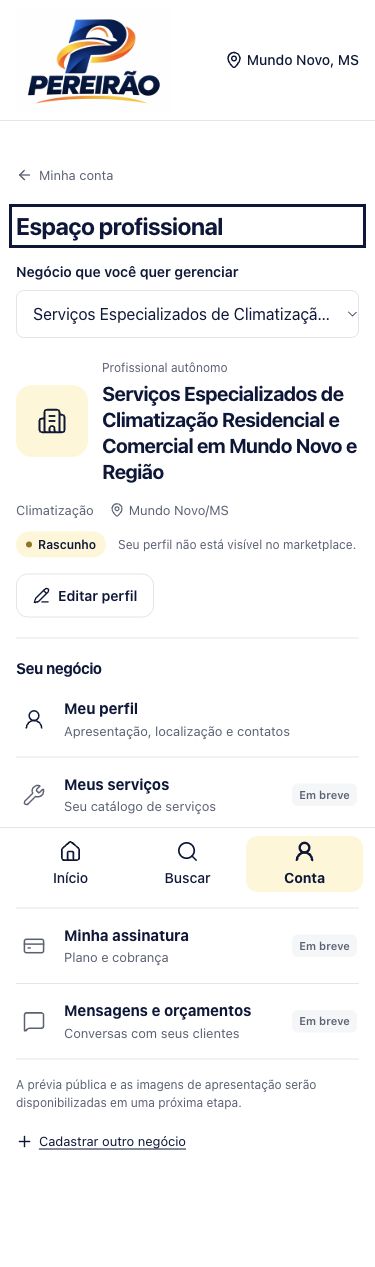 PEREIRÃO
Mundo Novo, MS
Minha conta
Espaço profissional
Negócio que você quer gerenciar
Serviços Especializados de Climatizaçã...
Profissional autônomo
Serviços Especializados de
Climatização Residencial e
Comercial em Mundo Novo e
Região
Climatização
Mundo Novo/MS
Rascunho
Seu perfil não está visível no marketplace.
Editar perfil
Seu negócio
Meu perfil
Apresentação, localização e contatos
Meus serviços
Seu catálogo de serviços
Em breve
Início
Buscar
Conta
Minha assinatura
Plano e cobrança
Em breve
Mensagens e orçamentos
Conversas com seus clientes
Em breve
A prévia pública e as imagens de apresentação serão
disponibilizadas em uma próxima etapa.
Cadastrar outro negócio